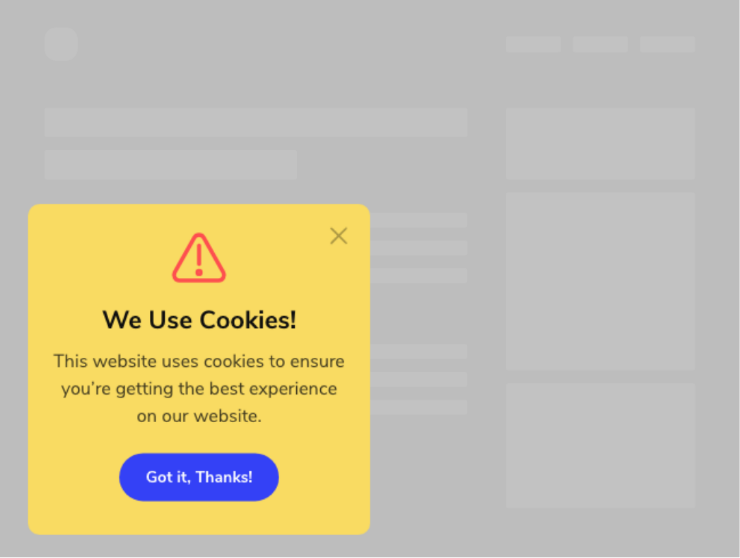 We Use Cookies!
This website uses cookies to ensure
you're getting the best experience
on our website.
Got it, Thanks!